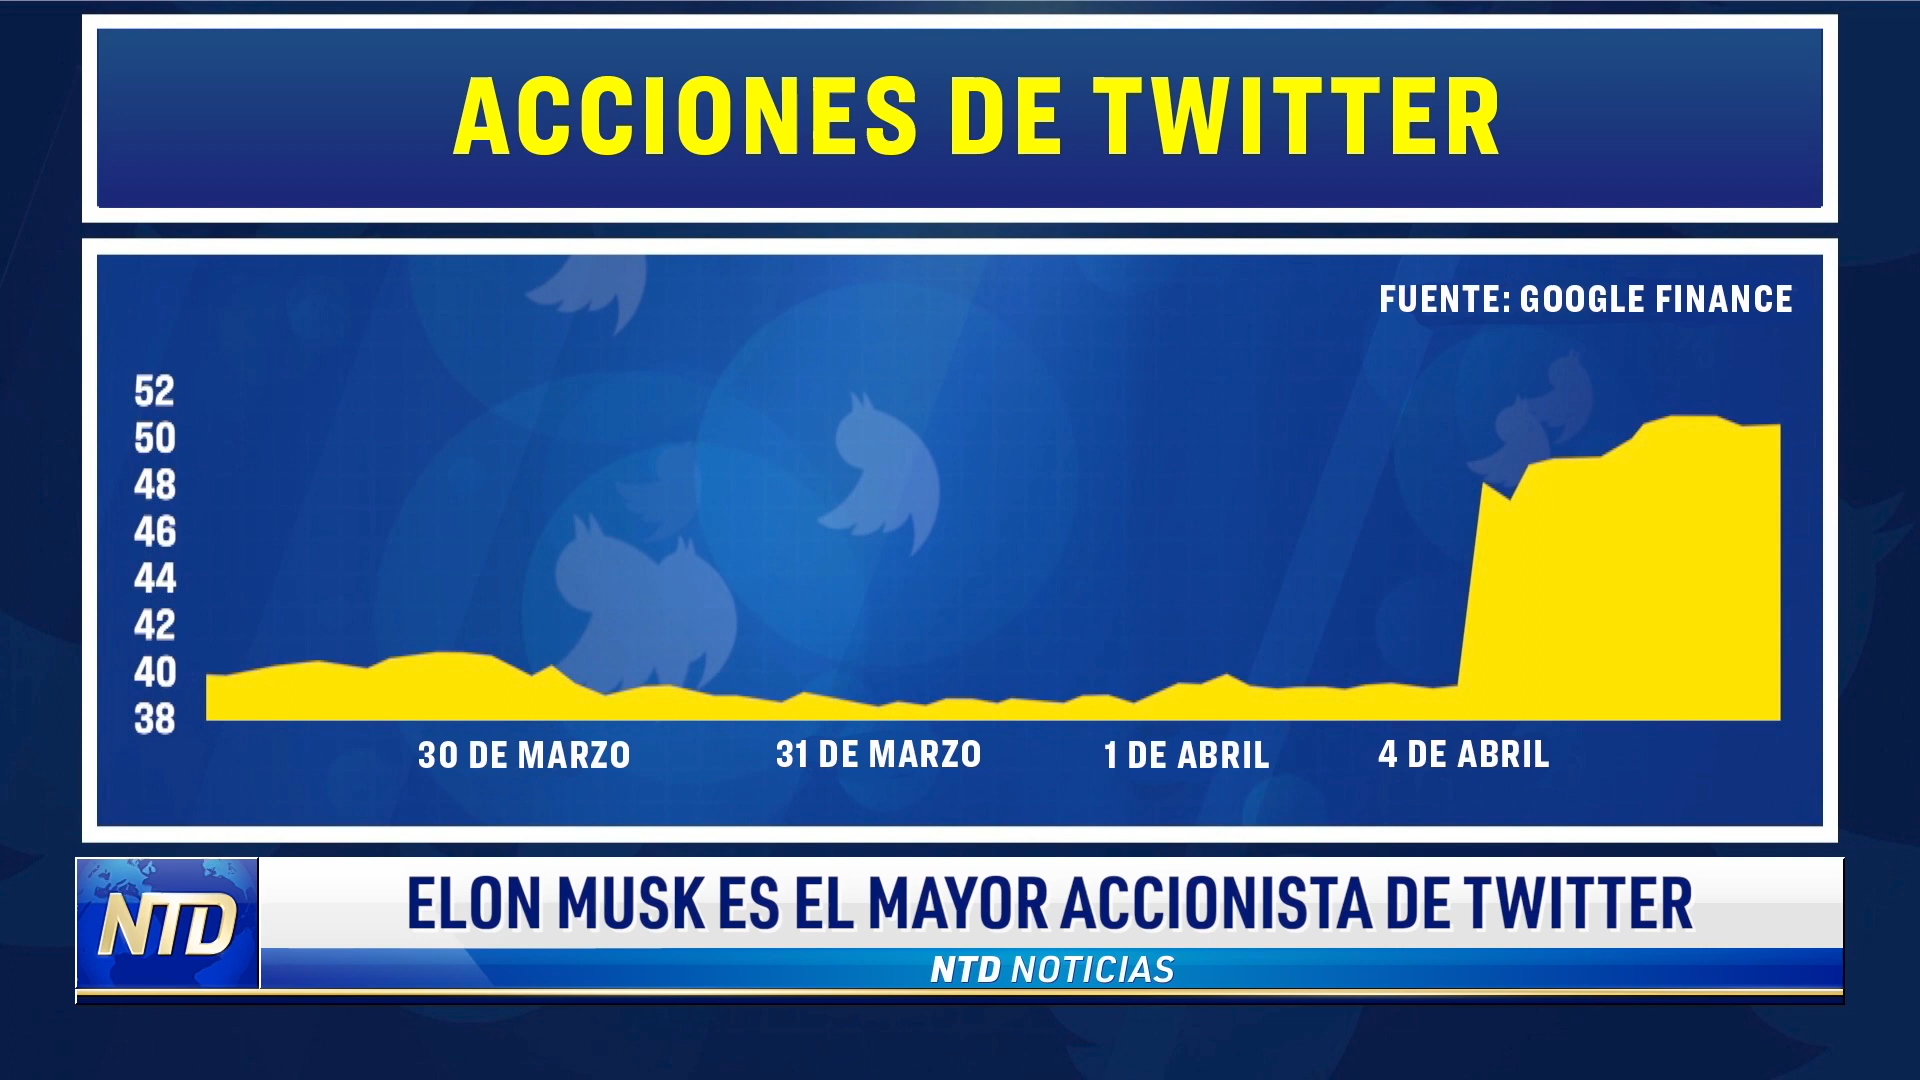 ACCIONES DE TWITTER
FUENTE: GOOGLE FINANCE
52
50
48
46
44
42
40
38
30 DE MARZO
31 DE MARZO
1 DE ABRIL
4 DE ABRIL
NTD
ELON MUSK ES EL MAYOR ACCIONISTA DE TWITTER
NTD NOTICIAS